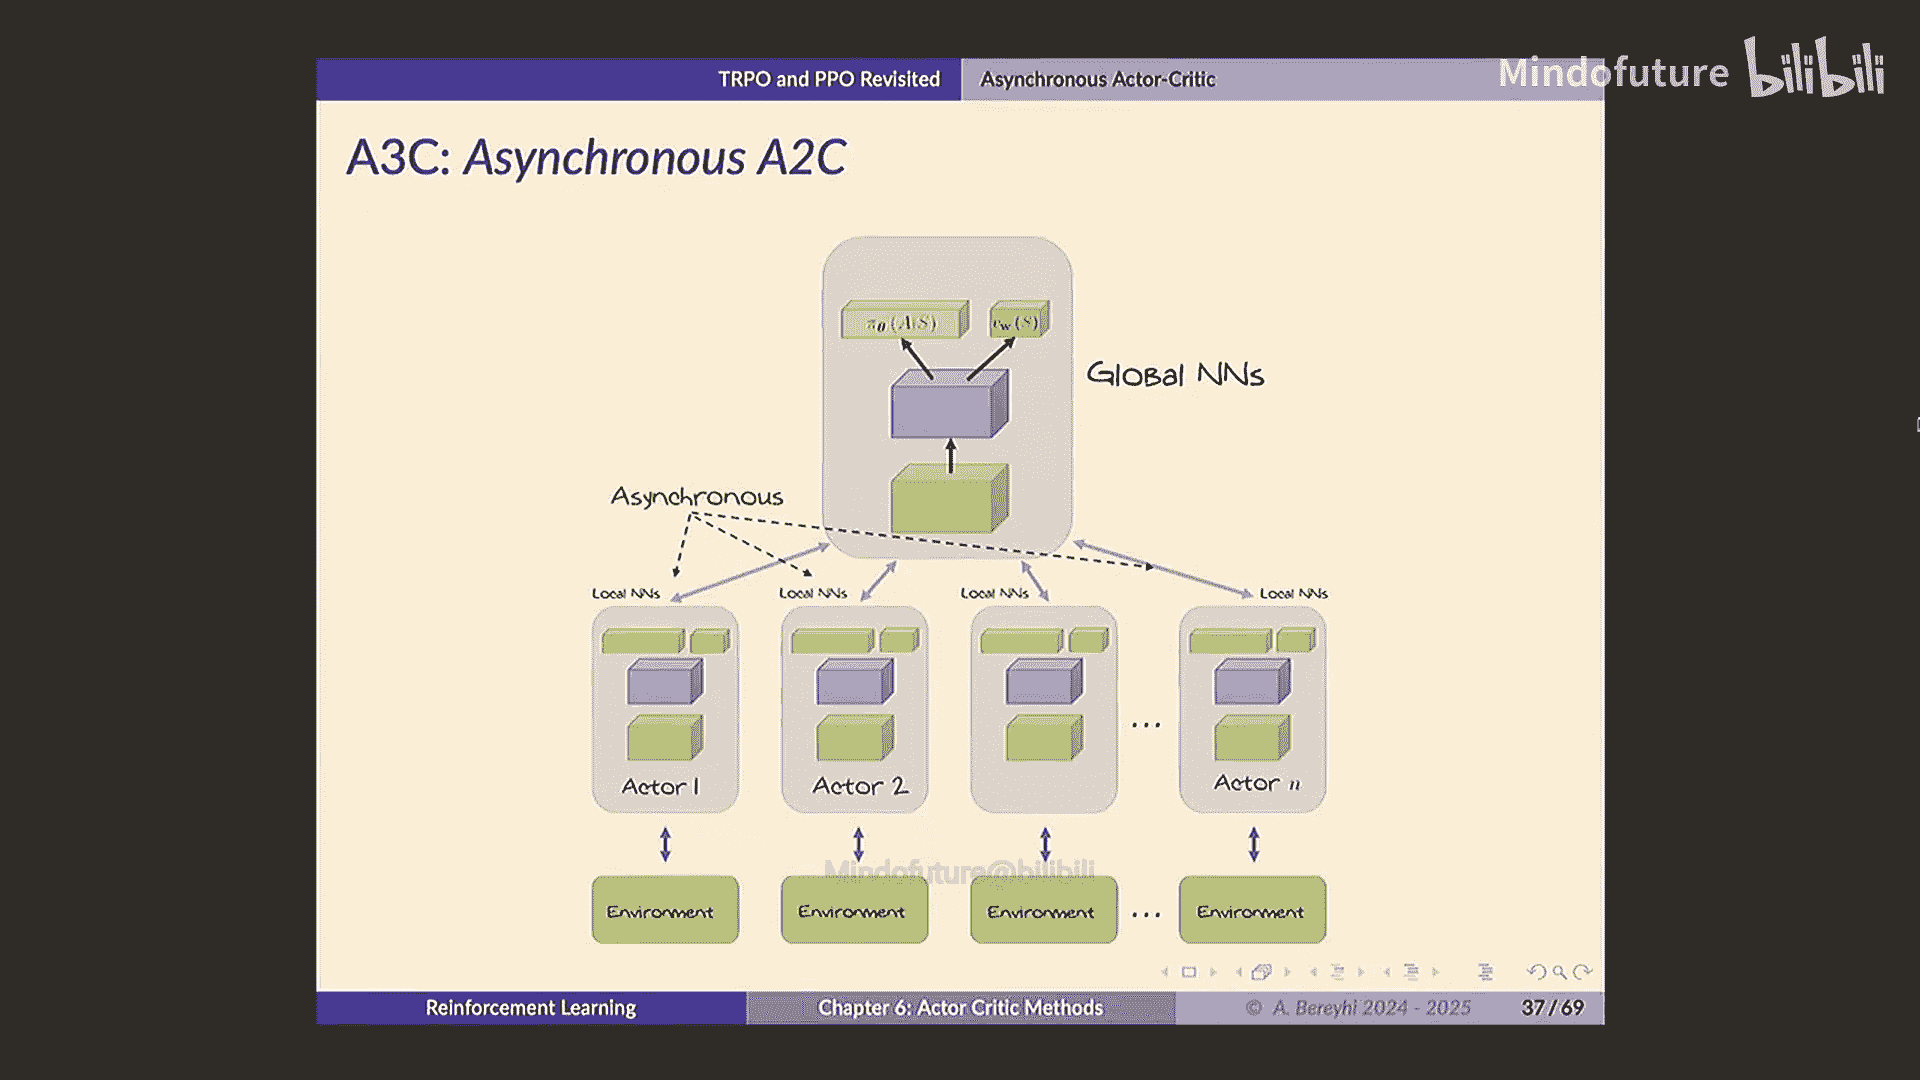 Mindofuture bilibili
TRPO and PPO Revisited
Asynchronous Actor-Critic
A3C: Asynchronous A2C
π_θ(A|S)
v_w(S)
Global NNs
Asynchronous
Local NNs
Local NNs
Local NNs
Local NNs
...
Actor 1
Actor 2
Actor n
Mindofuture@bilibili
Environment
Environment
Environment
...
Environment
Reinforcement Learning
Chapter 6: Actor Critic Methods
© A. Bereyhi 2024 - 2025
37/69